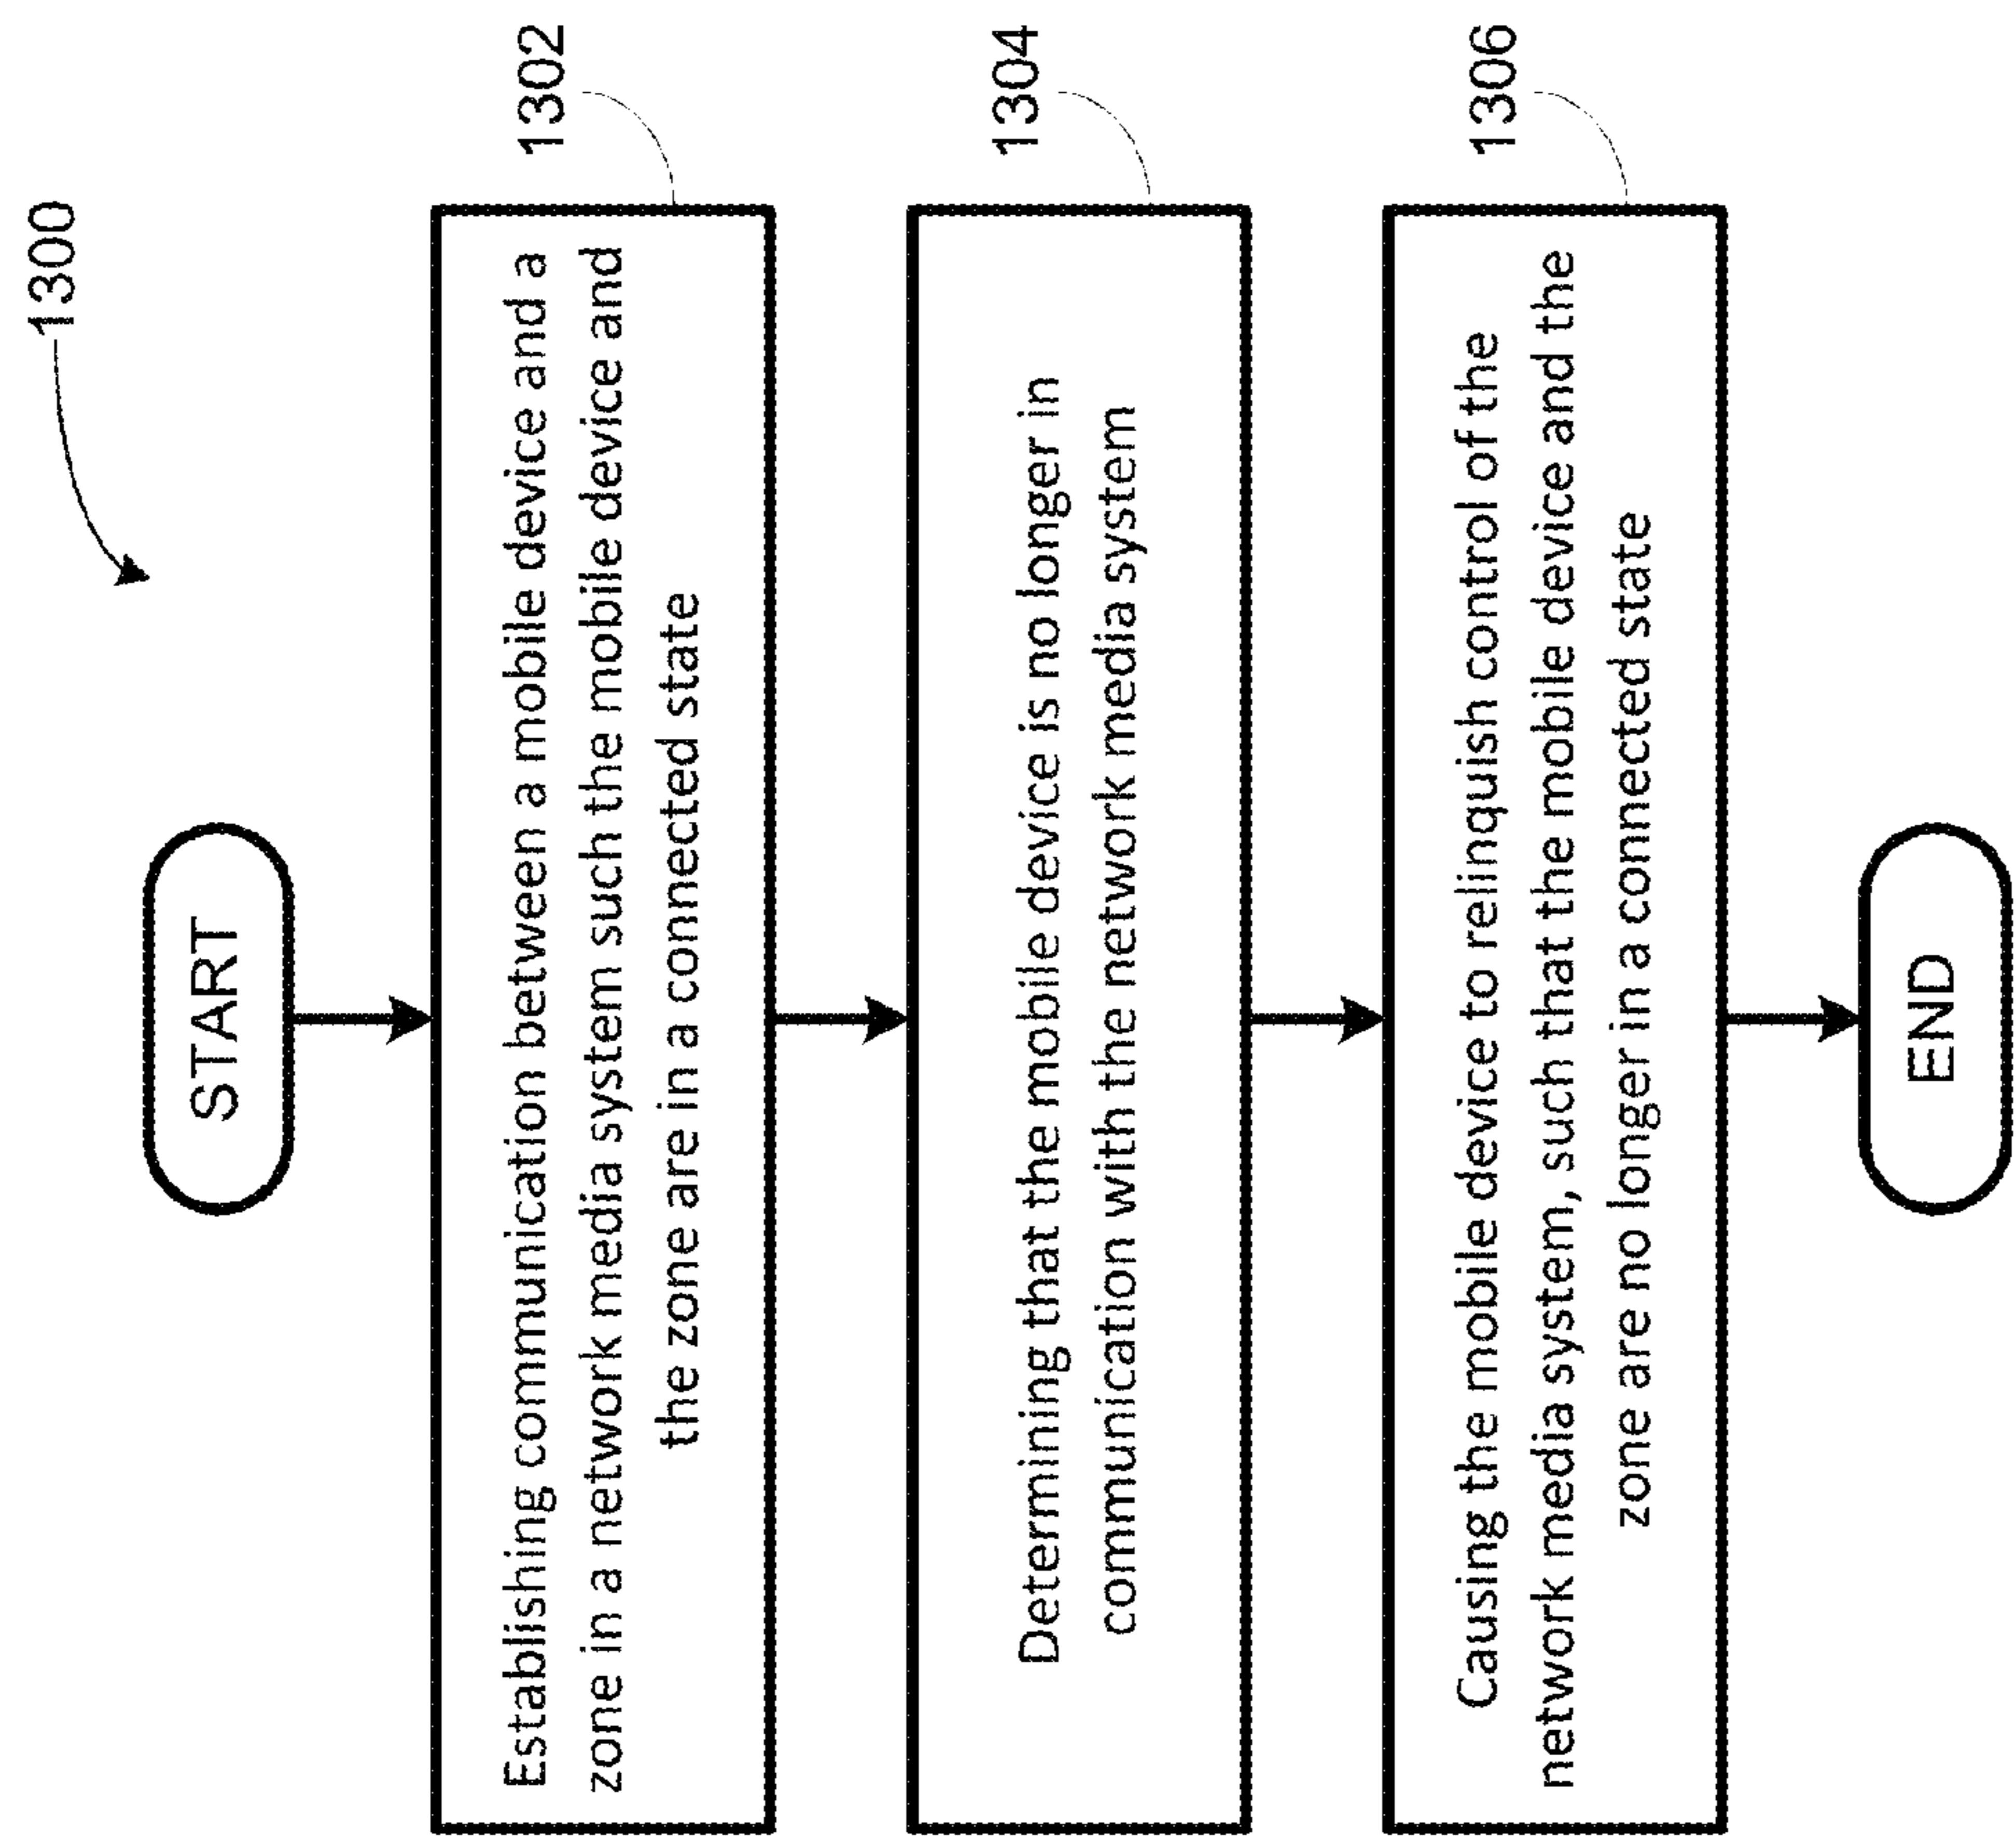 1300
START
Establishing communication between a mobile device and a
zone in a network media system such the mobile device and
the zone are in a connected state
1302
Determining that the mobile device is no longer in
communication with the network media system
1304
Causing the mobile device to relinquish control of the
network media system, such that the mobile device and the
zone are no longer in a connected state
1306
END